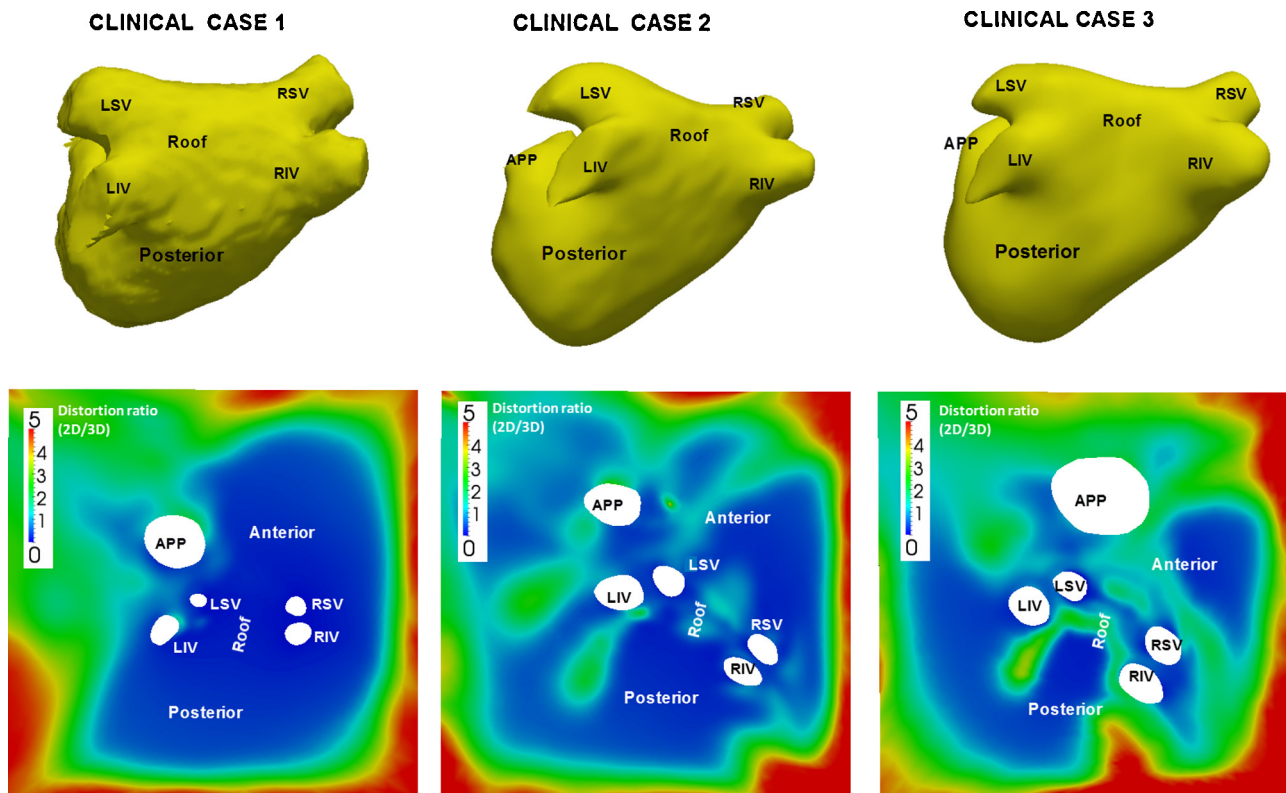 CLINICAL CASE 1
CLINICAL CASE 2
CLINICAL CASE 3
LSV
RSV
Roof
LIV
RIV
Posterior
LSV
RSV
Roof
APP
LIV
RIV
Posterior
LSV
RSV
Roof
APP
LIV
RIV
Posterior
5
4
3
2
1
0
Distortion ratio
(2D/3D)
APP
Anterior
LSV
RSV
LIV
Roof
RIV
Posterior
5
4
3
2
1
0
Distortion ratio
(2D/3D)
APP
Anterior
LSV
LIV
Roof
RSV
RIV
Posterior
5
4
3
2
1
0
Distortion ratio
(2D/3D)
APP
Anterior
LSV
LIV
Roof
RSV
RIV
Posterior